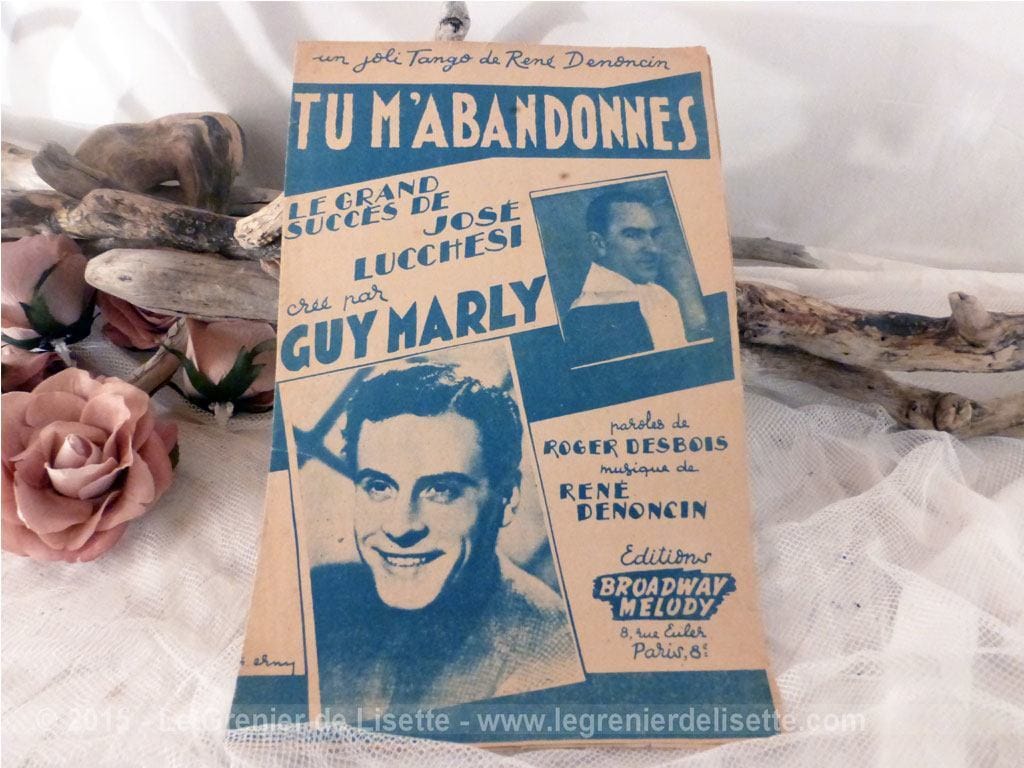 un joli Tango de René Denoncin
TU M'ABANDONNES
LE GRAND
SUCCÈS DE
JOSÉ
LUCCHESI
créé par
GUY MARLY
paroles de
ROGER DESBOIS
musique de
RENÉ
DENONCIN
Editions
BROADWAY
MELODY
8, rue Euler
Paris, 8e
© 2015 - Le Grenier de Lisette - www.legrenierdelisette.com